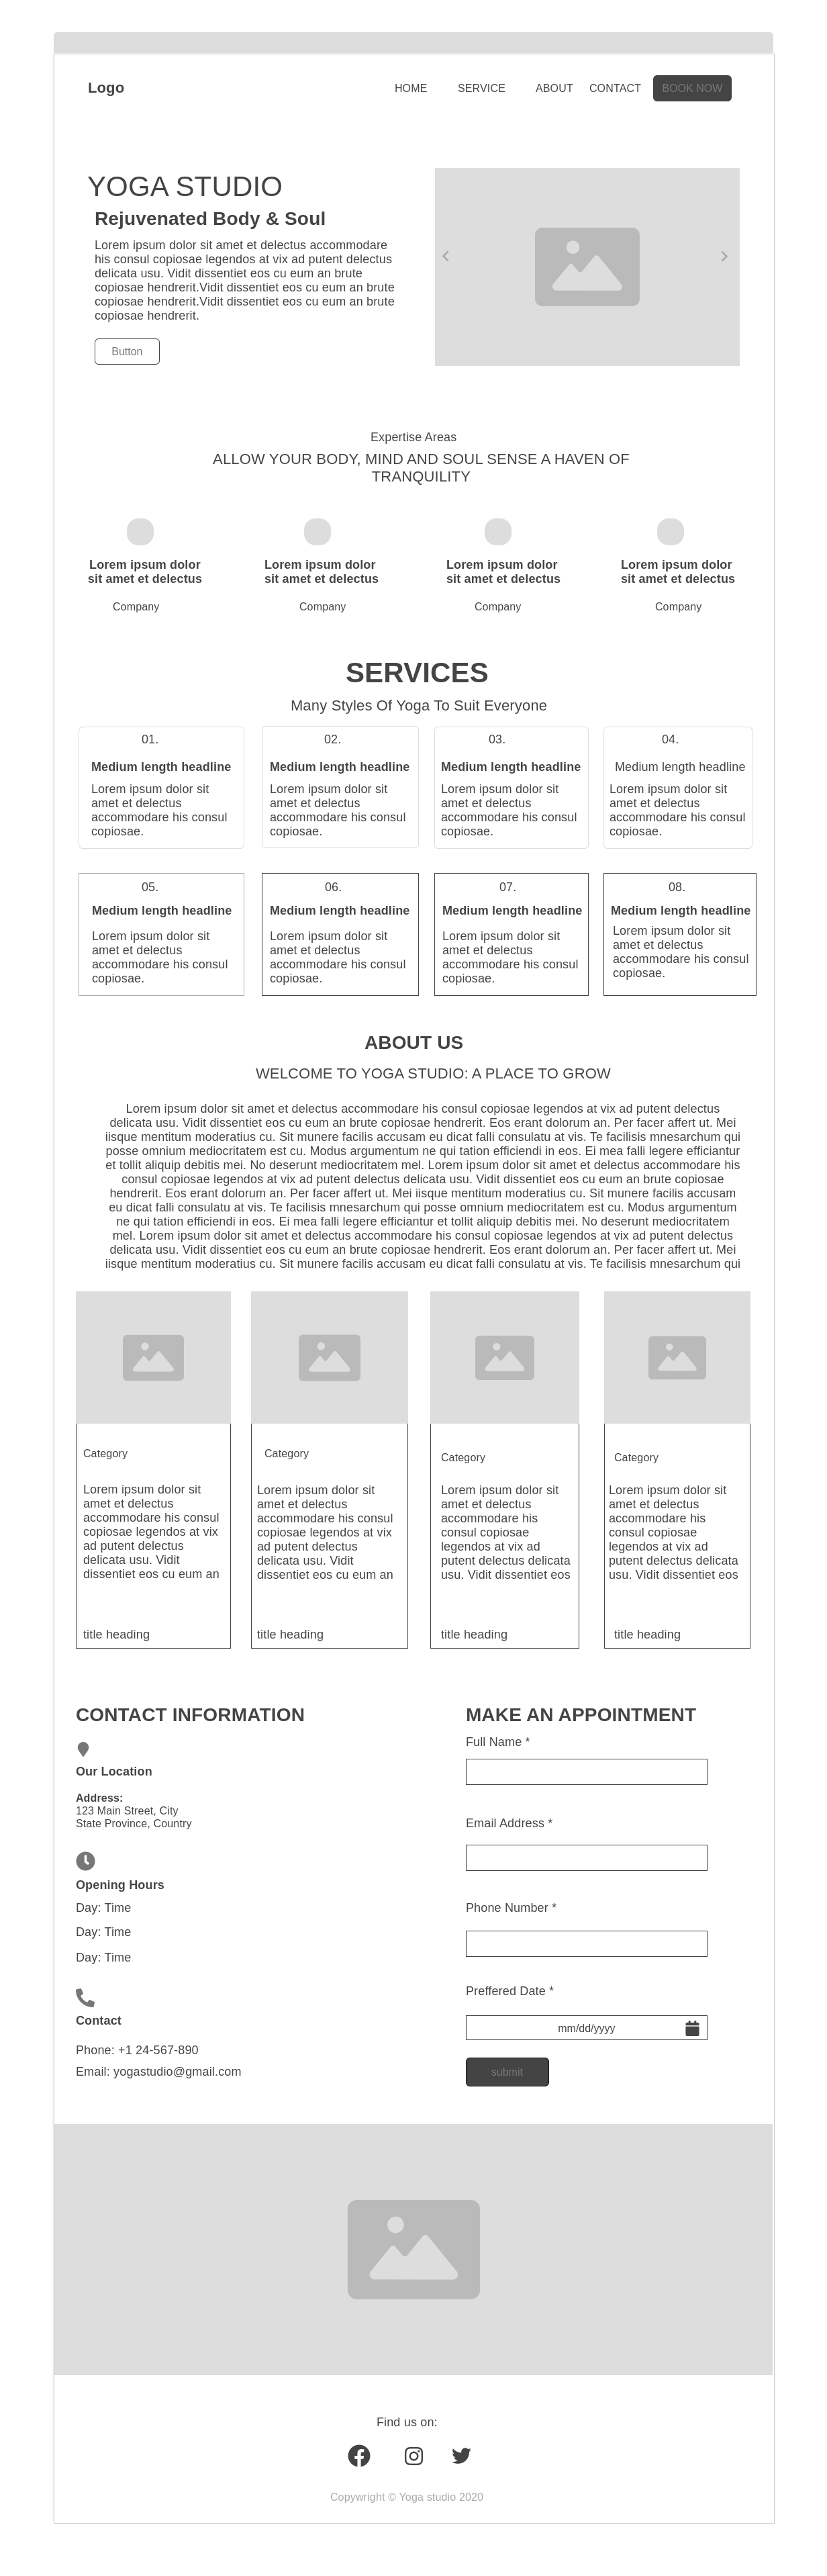 Logo
HOME
SERVICE
ABOUT
CONTACT
BOOK NOW
YOGA STUDIO
Rejuvenated Body & Soul
Lorem ipsum dolor sit amet et delectus accommodare
his consul copiosae legendos at vix ad putent delectus
delicata usu. Vidit dissentiet eos cu eum an brute
copiosae hendrerit.Vidit dissentiet eos cu eum an brute
copiosae hendrerit.Vidit dissentiet eos cu eum an brute
copiosae hendrerit.
Button
Expertise Areas
ALLOW YOUR BODY, MIND AND SOUL SENSE A HAVEN OF
TRANQUILITY
Lorem ipsum dolor
sit amet et delectus
Company
Lorem ipsum dolor
sit amet et delectus
Company
Lorem ipsum dolor
sit amet et delectus
Company
Lorem ipsum dolor
sit amet et delectus
Company
SERVICES
Many Styles Of Yoga To Suit Everyone
01.
Medium length headline
Lorem ipsum dolor sit
amet et delectus
accommodare his consul
copiosae.
02.
Medium length headline
Lorem ipsum dolor sit
amet et delectus
accommodare his consul
copiosae.
03.
Medium length headline
Lorem ipsum dolor sit
amet et delectus
accommodare his consul
copiosae.
04.
Medium length headline
Lorem ipsum dolor sit
amet et delectus
accommodare his consul
copiosae.
05.
Medium length headline
Lorem ipsum dolor sit
amet et delectus
accommodare his consul
copiosae.
06.
Medium length headline
Lorem ipsum dolor sit
amet et delectus
accommodare his consul
copiosae.
07.
Medium length headline
Lorem ipsum dolor sit
amet et delectus
accommodare his consul
copiosae.
08.
Medium length headline
Lorem ipsum dolor sit
amet et delectus
accommodare his consul
copiosae.
ABOUT US
WELCOME TO YOGA STUDIO: A PLACE TO GROW
Lorem ipsum dolor sit amet et delectus accommodare his consul copiosae legendos at vix ad putent delectus
delicata usu. Vidit dissentiet eos cu eum an brute copiosae hendrerit. Eos erant dolorum an. Per facer affert ut. Mei
iisque mentitum moderatius cu. Sit munere facilis accusam eu dicat falli consulatu at vis. Te facilisis mnesarchum qui
posse omnium mediocritatem est cu. Modus argumentum ne qui tation efficiendi in eos. Ei mea falli legere efficiantur
et tollit aliquip debitis mei. No deserunt mediocritatem mel. Lorem ipsum dolor sit amet et delectus accommodare his
consul copiosae legendos at vix ad putent delectus delicata usu. Vidit dissentiet eos cu eum an brute copiosae
hendrerit. Eos erant dolorum an. Per facer affert ut. Mei iisque mentitum moderatius cu. Sit munere facilis accusam
eu dicat falli consulatu at vis. Te facilisis mnesarchum qui posse omnium mediocritatem est cu. Modus argumentum
ne qui tation efficiendi in eos. Ei mea falli legere efficiantur et tollit aliquip debitis mei. No deserunt mediocritatem
mel. Lorem ipsum dolor sit amet et delectus accommodare his consul copiosae legendos at vix ad putent delectus
delicata usu. Vidit dissentiet eos cu eum an brute copiosae hendrerit. Eos erant dolorum an. Per facer affert ut. Mei
iisque mentitum moderatius cu. Sit munere facilis accusam eu dicat falli consulatu at vis. Te facilisis mnesarchum qui
Category
Lorem ipsum dolor sit
amet et delectus
accommodare his consul
copiosae legendos at vix
ad putent delectus
delicata usu. Vidit
dissentiet eos cu eum an
title heading
Category
Lorem ipsum dolor sit
amet et delectus
accommodare his consul
copiosae legendos at vix
ad putent delectus
delicata usu. Vidit
dissentiet eos cu eum an
title heading
Category
Lorem ipsum dolor sit
amet et delectus
accommodare his
consul copiosae
legendos at vix ad
putent delectus delicata
usu. Vidit dissentiet eos
title heading
Category
Lorem ipsum dolor sit
amet et delectus
accommodare his
consul copiosae
legendos at vix ad
putent delectus delicata
usu. Vidit dissentiet eos
title heading
CONTACT INFORMATION
Our Location
Address:
123 Main Street, City
State Province, Country
Opening Hours
Day: Time
Day: Time
Day: Time
Contact
Phone: +1 24-567-890
Email: yogastudio@gmail.com
MAKE AN APPOINTMENT
Full Name *
Email Address *
Phone Number *
Preffered Date *
mm/dd/yyyy
submit
Find us on:
Copywright © Yoga studio 2020